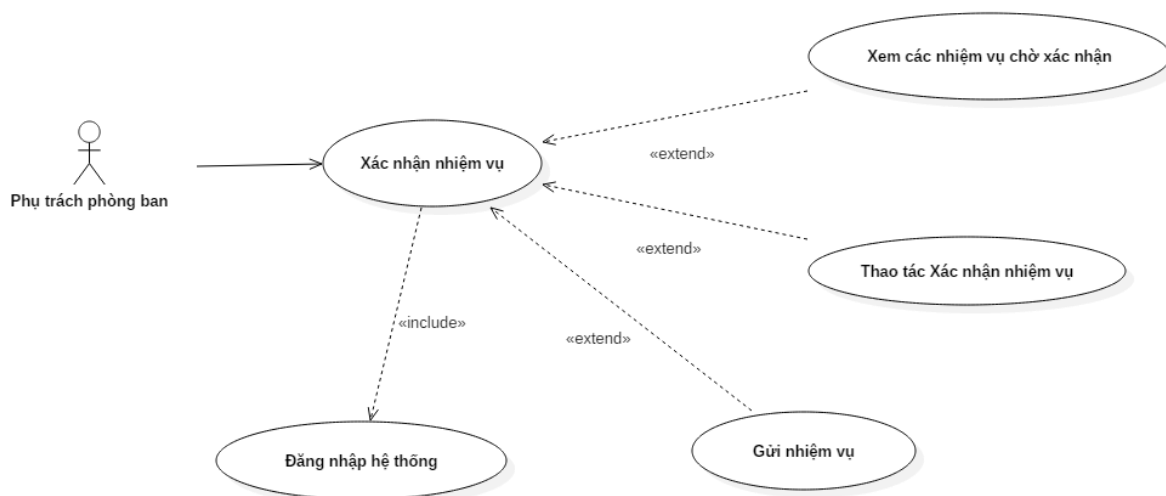 Xem các nhiệm vụ chờ xác nhận
Xác nhận nhiệm vụ
«extend»
Phụ trách phòng ban
«extend»
Thao tác Xác nhận nhiệm vụ
«include»
«extend»
Gửi nhiệm vụ
Đăng nhập hệ thống